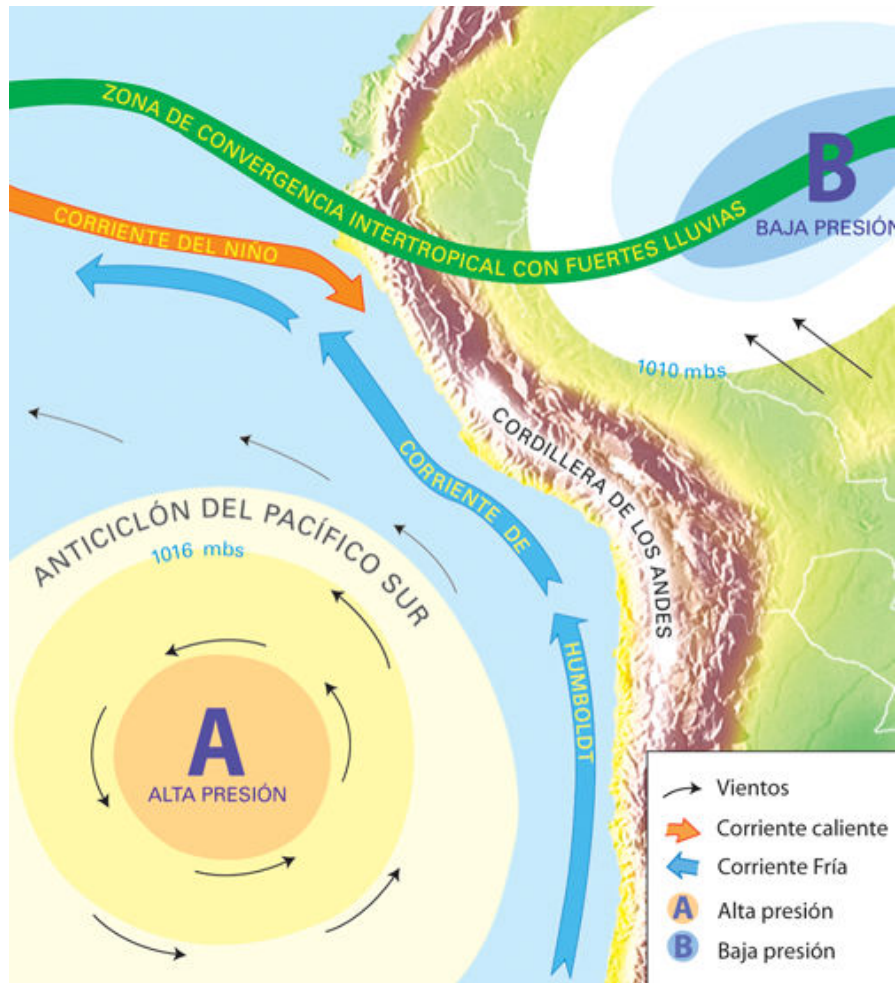 ZONA DE CONVERGENCIA INTERTROPICAL CON FUERTES LLUVIAS
B
BAJA PRESIÓN
CORRIENTE DEL NIÑO
1010 mbs
CORDILLERA DE LOS ANDES
CORRIENTE DE
HUMBOLDT
ANTICICLÓN DEL PACÍFICO SUR
1016 mbs
A
ALTA PRESIÓN
Vientos
Corriente caliente
Corriente Fría
A Alta presión
B Baja presión